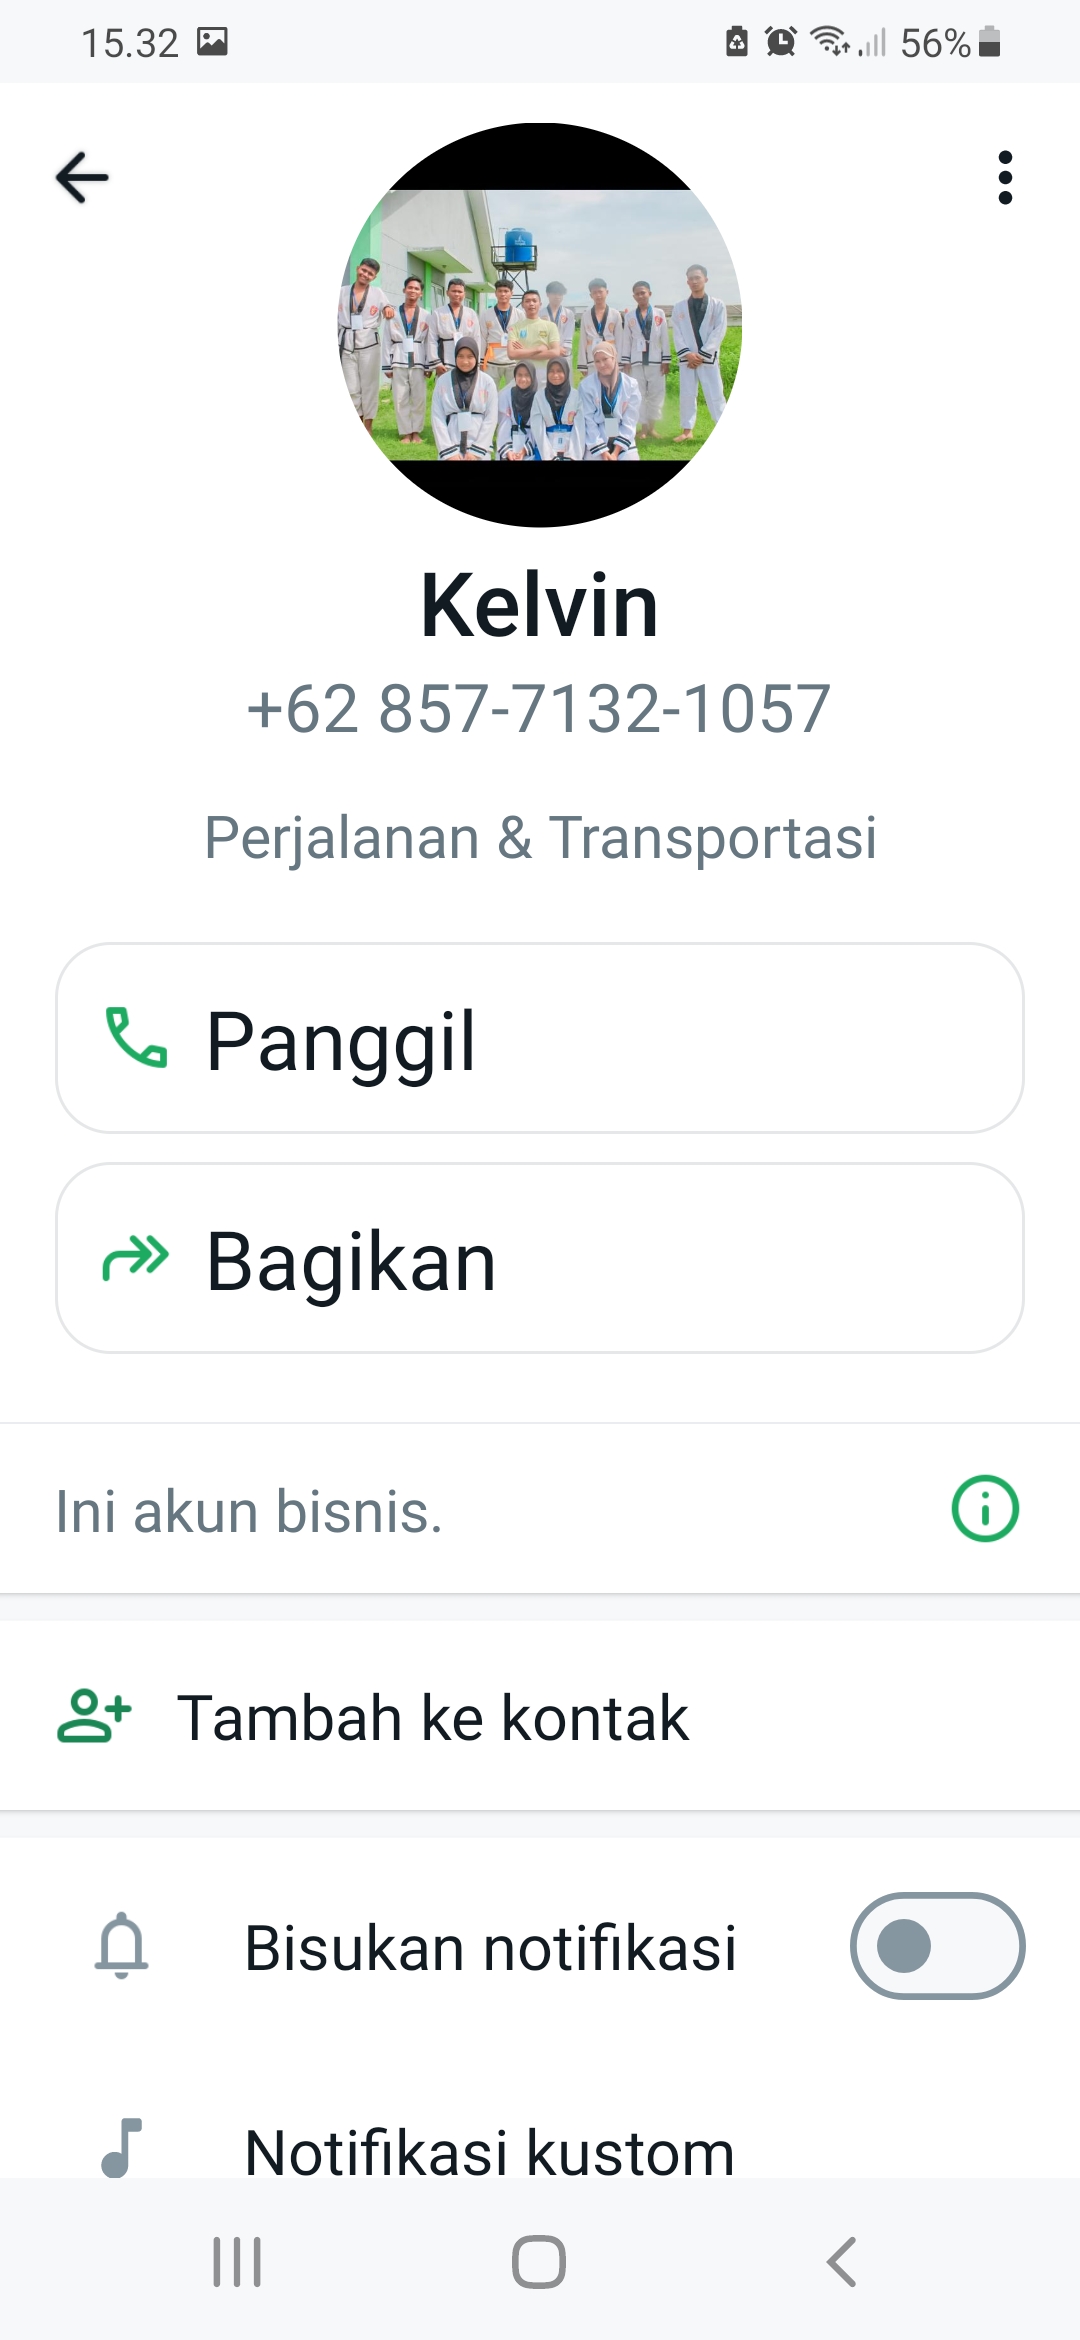 15.32
56%
Kelvin
+62 857-7132-1057
Perjalanan & Transportasi
Panggil
Bagikan
Ini akun bisnis.
Tambah ke kontak
Bisukan notifikasi
Notifikasi kustom